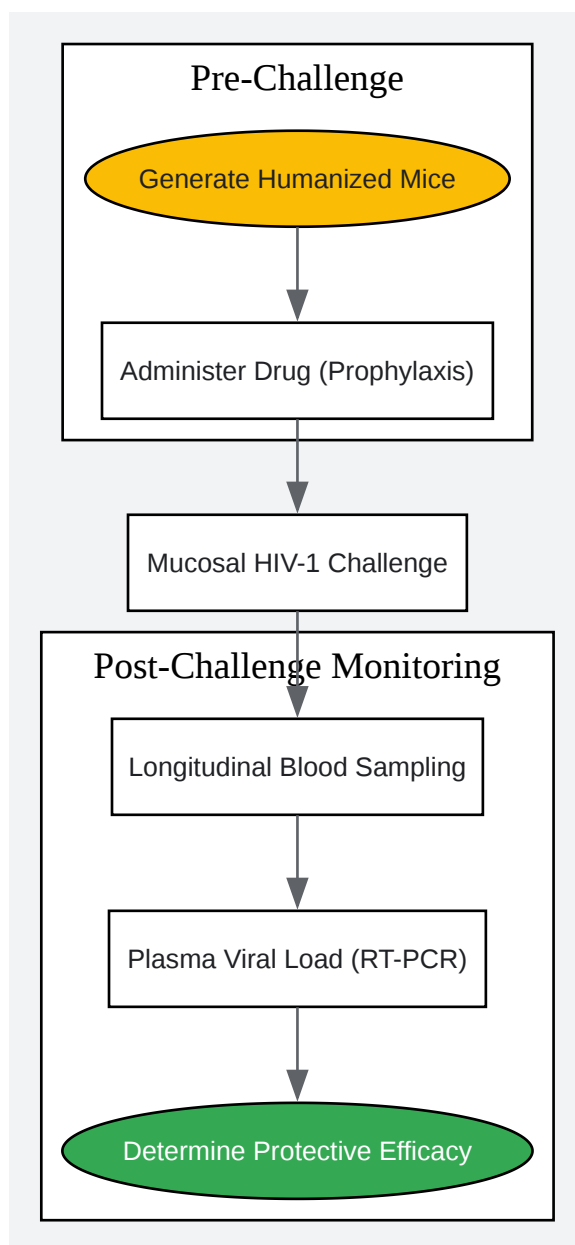 Pre-Challenge
Generate Humanized Mice
Administer Drug (Prophylaxis)
Mucosal HIV-1 Challenge
Post-Challenge Monitoring
Longitudinal Blood Sampling
Plasma Viral Load (RT-PCR)
Determine Protective Efficacy